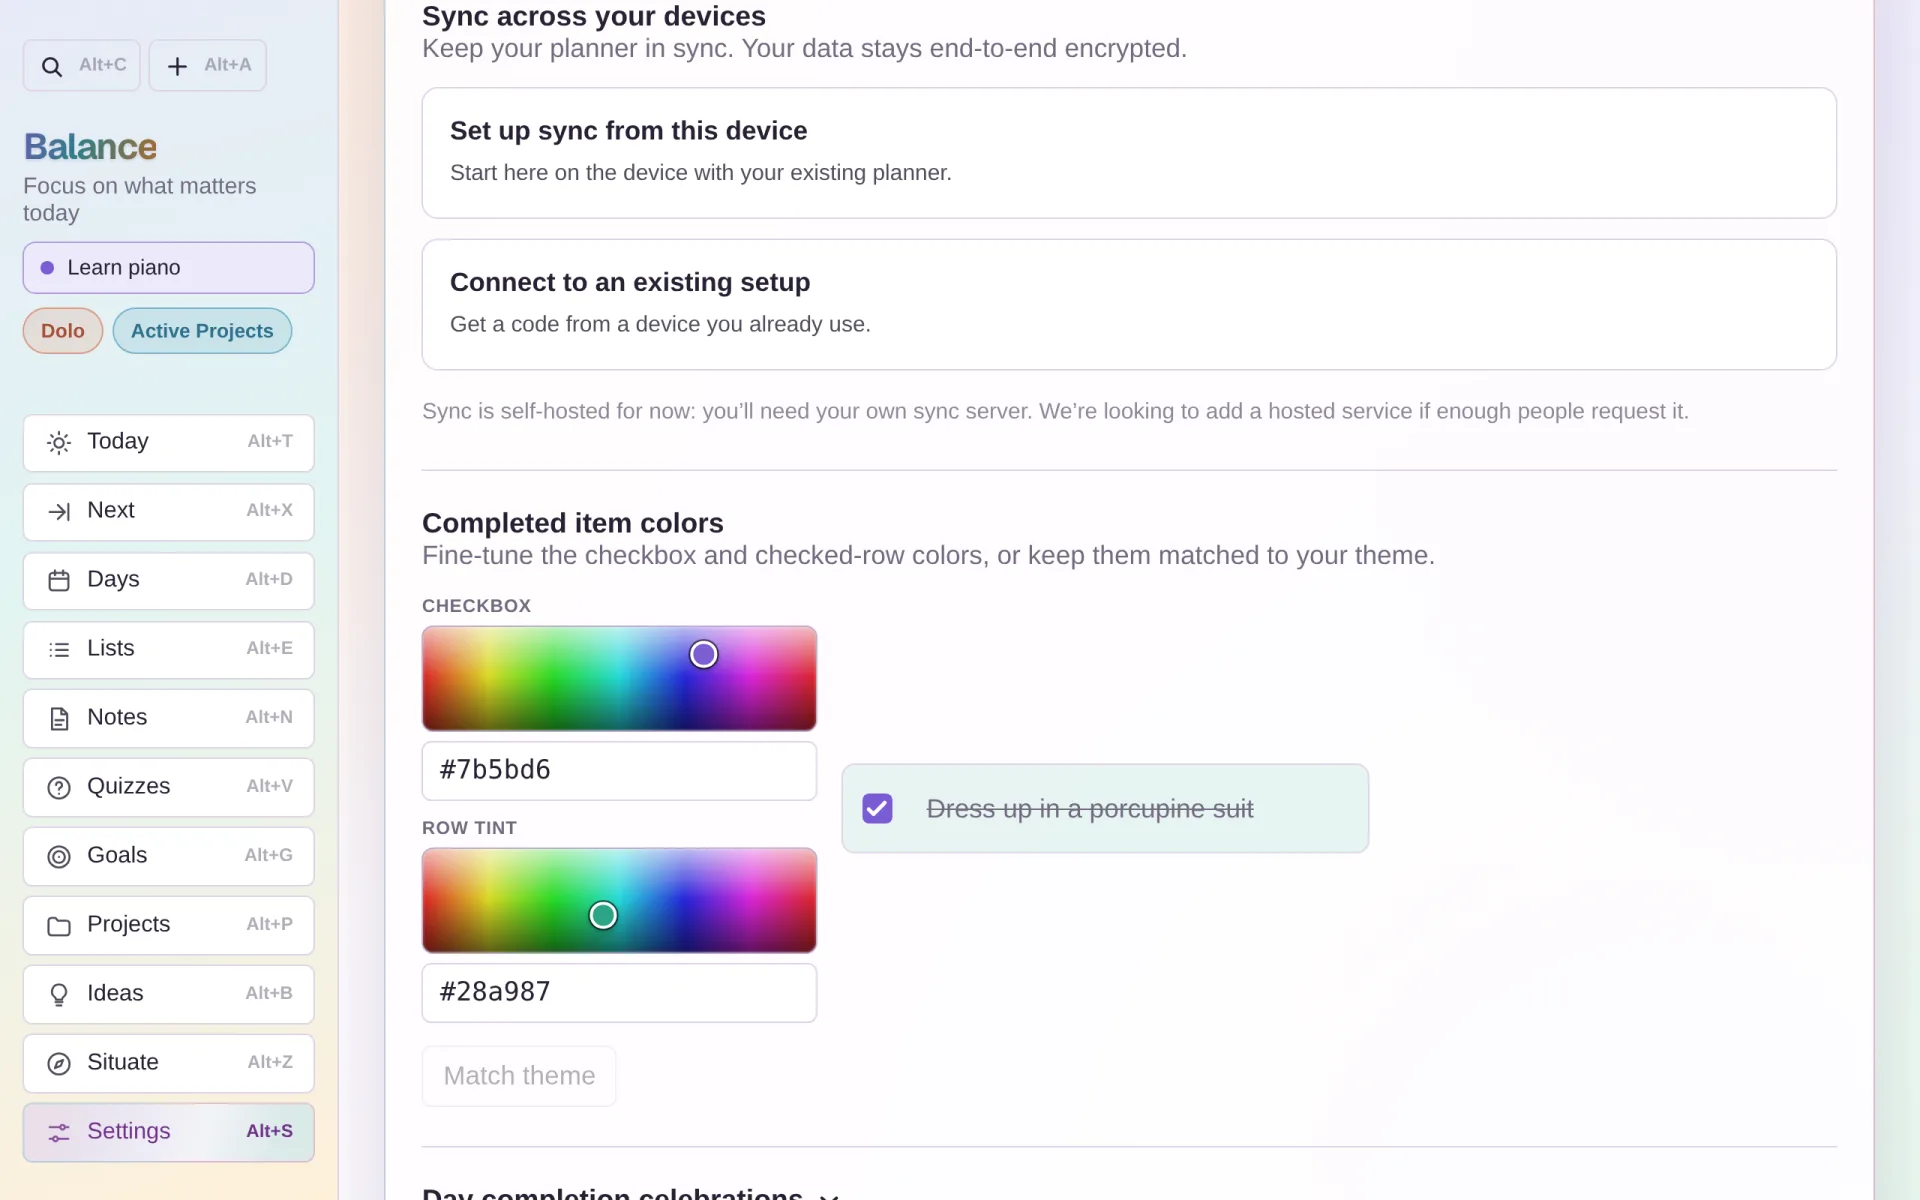 Alt+C
Alt+A
Balance
Focus on what matters
today
Learn piano
Dolo
Active Projects
Today Alt+T
Next Alt+X
Days Alt+D
Lists Alt+E
Notes Alt+N
Quizzes Alt+V
Goals Alt+G
Projects Alt+P
Ideas Alt+B
Situate Alt+Z
Settings Alt+S
Sync across your devices
Keep your planner in sync. Your data stays end-to-end encrypted.
Set up sync from this device
Start here on the device with your existing planner.
Connect to an existing setup
Get a code from a device you already use.
Sync is self-hosted for now: you’ll need your own sync server. We’re looking to add a hosted service if enough people request it.
Completed item colors
Fine-tune the checkbox and checked-row colors, or keep them matched to your theme.
CHECKBOX
#7b5bd6
ROW TINT
#28a987
Dress up in a porcupine suit
Match theme
Day completion celebrations